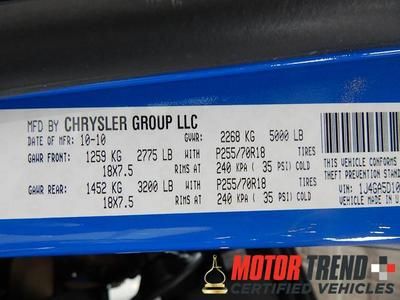 MFD BY CHRYSLER GROUP LLC
DATE OF MFR: 10-10 GVWR: 2268 KG 5000 LB
GAWR FRONT: 1259 KG 2775 LB WITH P255/70R18 TIRES
18X7.5 RIMS AT 240 KPA ( 35 PSI) COLD
GAWR REAR: 1452 KG 3200 LB WITH P255/70R18 TIRES
18X7.5 RIMS AT 240 KPA ( 35 PSI) COLD
THIS VEHICLE CONFORMS
THEFT PREVENTION STAND
VIN: 1J4GA5D10
VEHICLE MADE IN U
MOTOR TREND
CERTIFIED VEHICLES